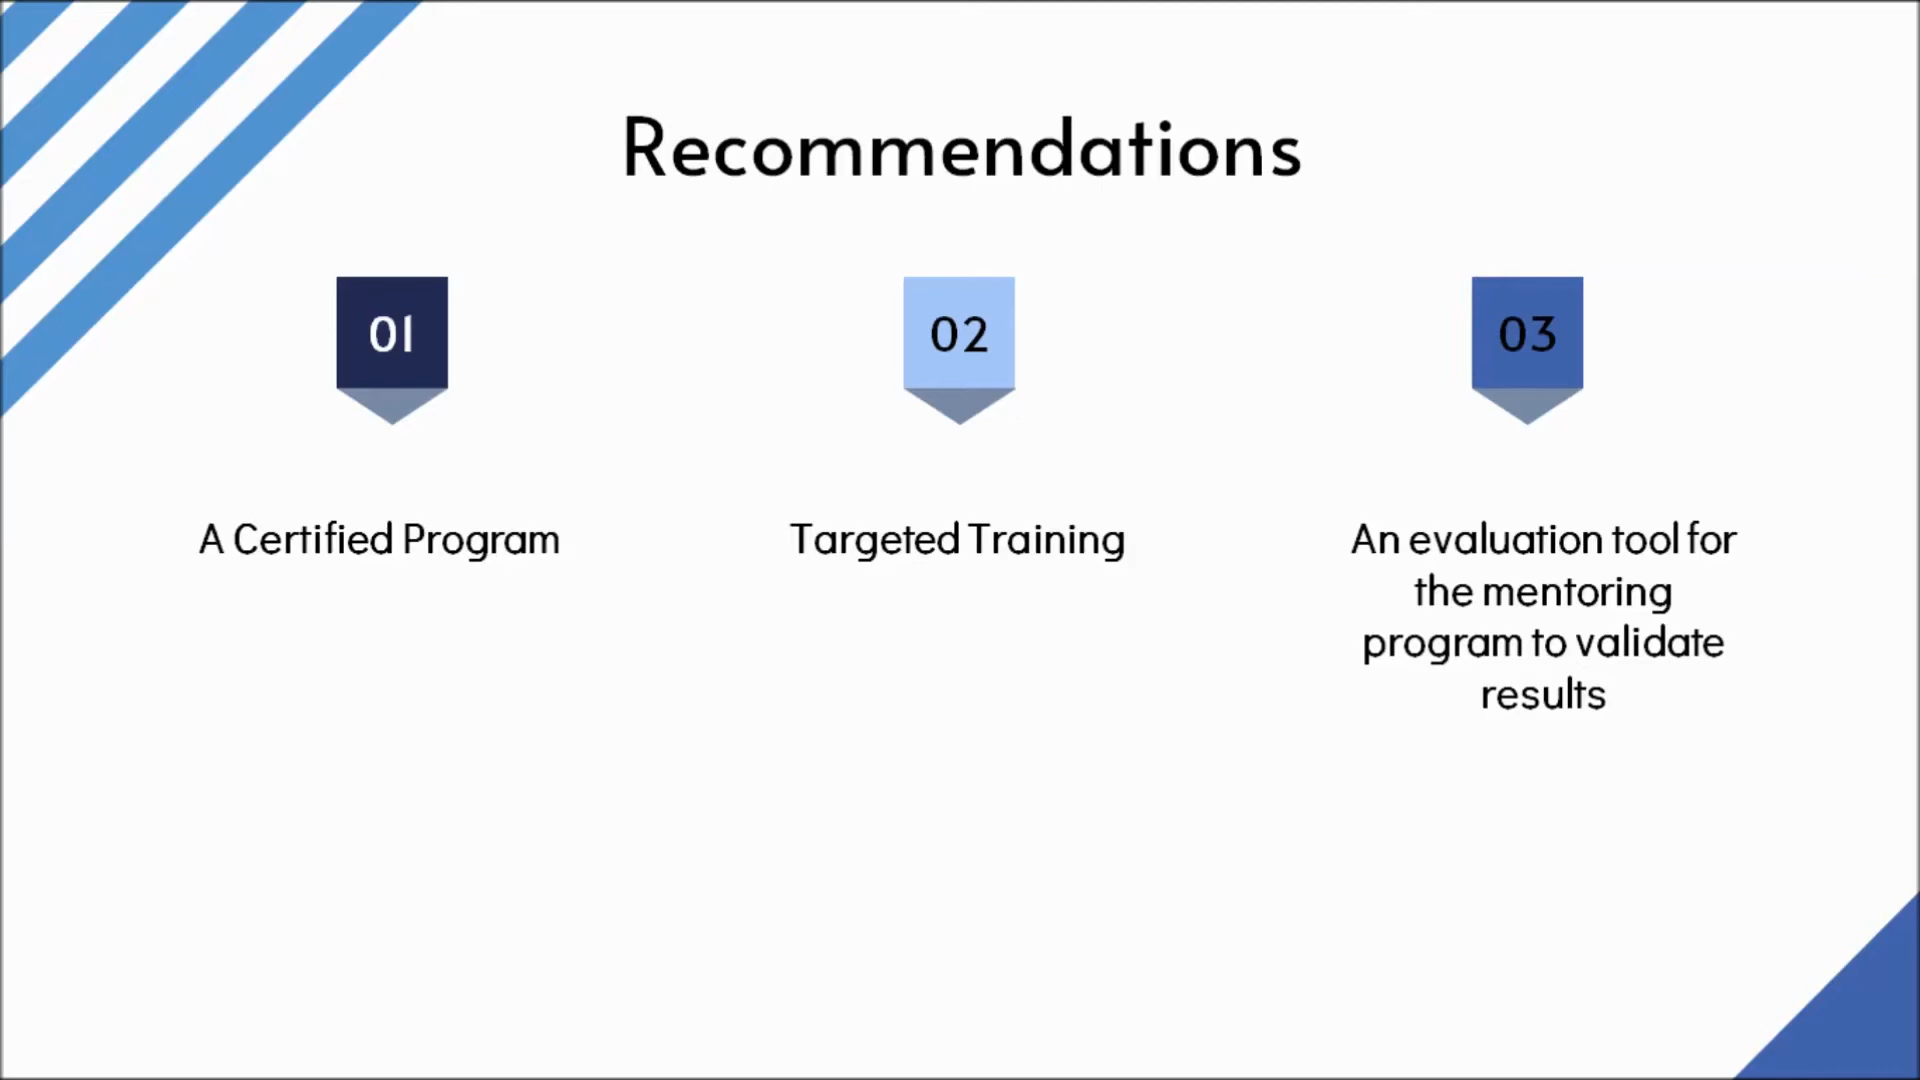 Recommendations
01
02
03
A Certified Program
Targeted Training
An evaluation tool for
the mentoring
program to validate
results